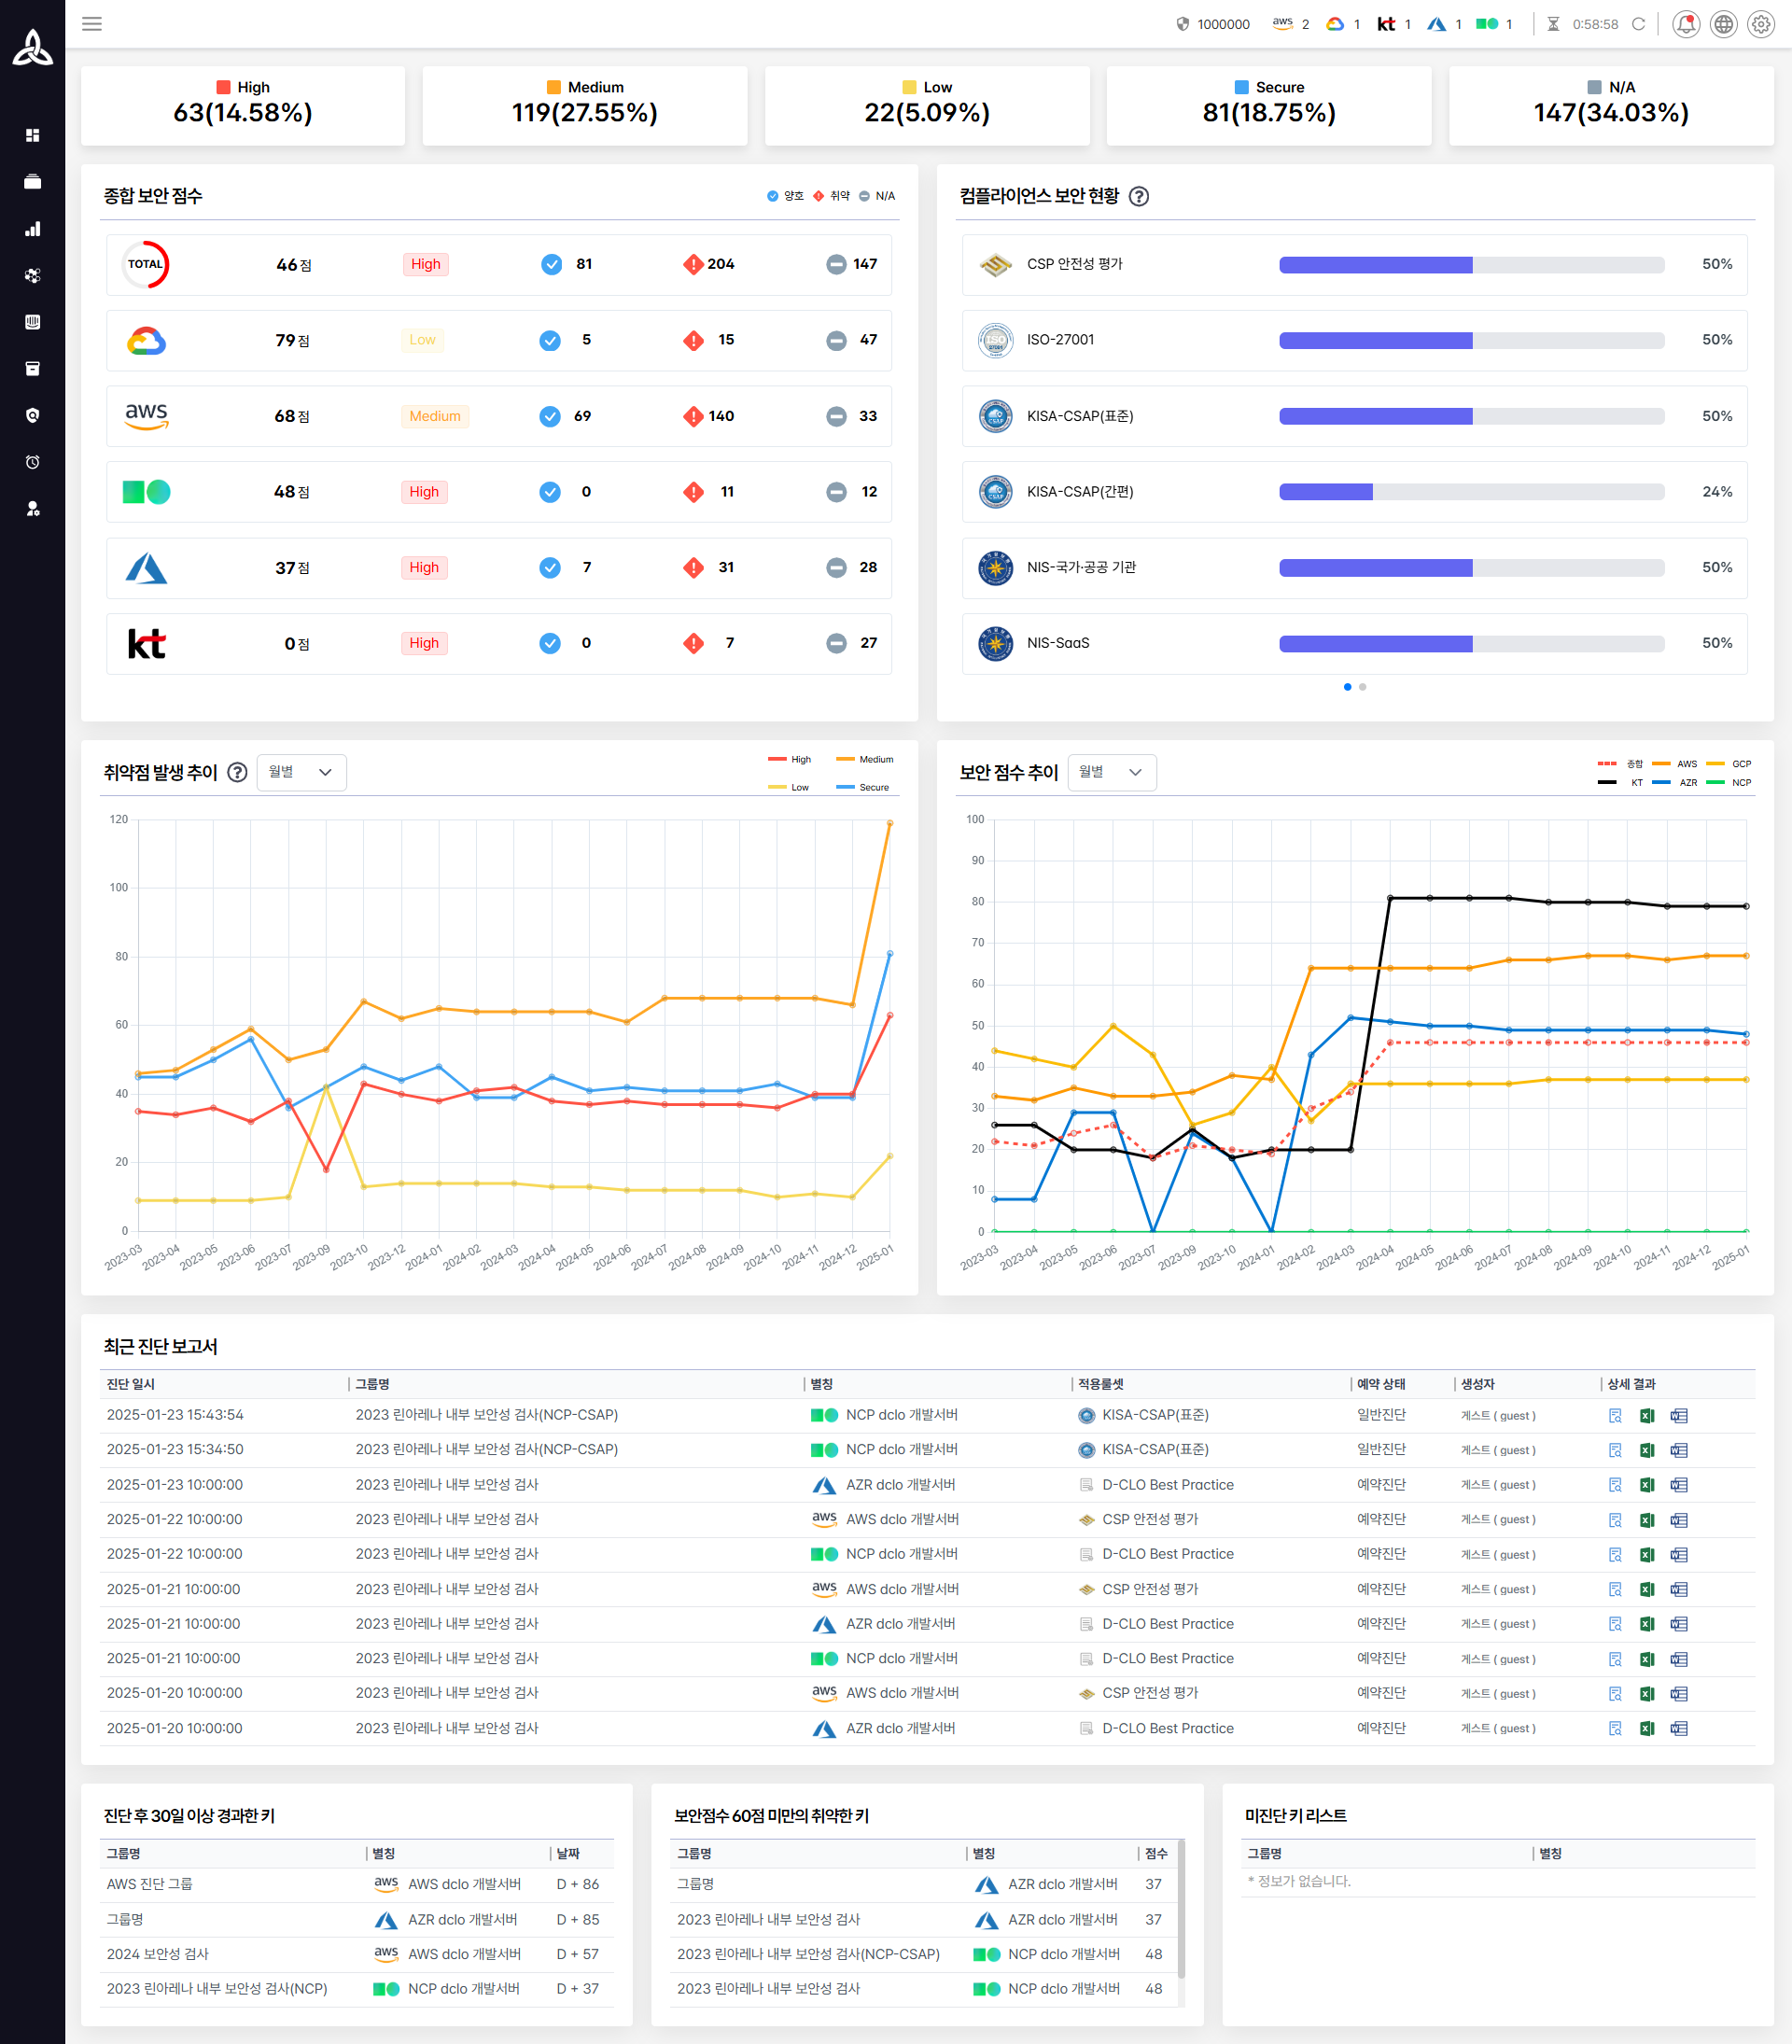 1000000 aws 2 1 kt 1 1 1 0:58:58
High
63(14.58%)
Medium
119(27.55%)
Low
22(5.09%)
Secure
81(18.75%)
N/A
147(34.03%)
종합 보안 점수
양호 취약 N/A
TOTAL 46점 High 81 204 147
79점 Low 5 15 47
aws 68점 Medium 69 140 33
48점 High 0 11 12
37점 High 7 31 28
kt 0점 High 0 7 27
컴플라이언스 보안 현황 ?
CSP 안전성 평가 50%
ISO-27001 50%
KISA-CSAP(표준) 50%
KISA-CSAP(간편) 24%
NIS-국가·공공 기관 50%
NIS-SaaS 50%
취약점 발생 추이 ? 월별
High Medium
Low Secure
120
100
80
60
40
20
0
2023-03 2023-04 2023-05 2023-06 2023-07 2023-09 2023-10 2023-12 2024-01 2024-02 2024-03 2024-04 2024-05 2024-06 2024-07 2024-08 2024-09 2024-10 2024-11 2024-12 2025-01
보안 점수 추이 월별
종합 AWS GCP
KT AZR NCP
100
90
80
70
60
50
40
30
20
10
0
2023-03 2023-04 2023-05 2023-06 2023-07 2023-09 2023-10 2024-01 2024-02 2024-03 2024-04 2024-05 2024-06 2024-07 2024-08 2024-09 2024-10 2024-11 2024-12 2025-01
최근 진단 보고서
진단 일시 그룹명 별칭 적용룰셋 예약 상태 생성자 상세 결과
2025-01-23 15:43:54 2023 린아레나 내부 보안성 검사(NCP-CSAP) NCP dclo 개발서버 KISA-CSAP(표준) 일반진단 게스트 ( guest )
2025-01-23 15:34:50 2023 린아레나 내부 보안성 검사(NCP-CSAP) NCP dclo 개발서버 KISA-CSAP(표준) 일반진단 게스트 ( guest )
2025-01-23 10:00:00 2023 린아레나 내부 보안성 검사 AZR dclo 개발서버 D-CLO Best Practice 예약진단 게스트 ( guest )
2025-01-22 10:00:00 2023 린아레나 내부 보안성 검사 aws AWS dclo 개발서버 CSP 안전성 평가 예약진단 게스트 ( guest )
2025-01-22 10:00:00 2023 린아레나 내부 보안성 검사 NCP dclo 개발서버 D-CLO Best Practice 예약진단 게스트 ( guest )
2025-01-21 10:00:00 2023 린아레나 내부 보안성 검사 aws AWS dclo 개발서버 CSP 안전성 평가 예약진단 게스트 ( guest )
2025-01-21 10:00:00 2023 린아레나 내부 보안성 검사 AZR dclo 개발서버 D-CLO Best Practice 예약진단 게스트 ( guest )
2025-01-21 10:00:00 2023 린아레나 내부 보안성 검사 NCP dclo 개발서버 D-CLO Best Practice 예약진단 게스트 ( guest )
2025-01-20 10:00:00 2023 린아레나 내부 보안성 검사 aws AWS dclo 개발서버 CSP 안전성 평가 예약진단 게스트 ( guest )
2025-01-20 10:00:00 2023 린아레나 내부 보안성 검사 AZR dclo 개발서버 D-CLO Best Practice 예약진단 게스트 ( guest )
진단 후 30일 이상 경과한 키
그룹명 별칭 날짜
AWS 진단 그룹 aws AWS dclo 개발서버 D + 86
그룹명 AZR dclo 개발서버 D + 85
2024 보안성 검사 aws AWS dclo 개발서버 D + 57
2023 린아레나 내부 보안성 검사(NCP) NCP dclo 개발서버 D + 37
보안점수 60점 미만의 취약한 키
그룹명 별칭 점수
그룹명 AZR dclo 개발서버 37
2023 린아레나 내부 보안성 검사 AZR dclo 개발서버 37
2023 린아레나 내부 보안성 검사(NCP-CSAP) NCP dclo 개발서버 48
2023 린아레나 내부 보안성 검사 NCP dclo 개발서버 48
미진단 키 리스트
그룹명 별칭
* 정보가 없습니다.